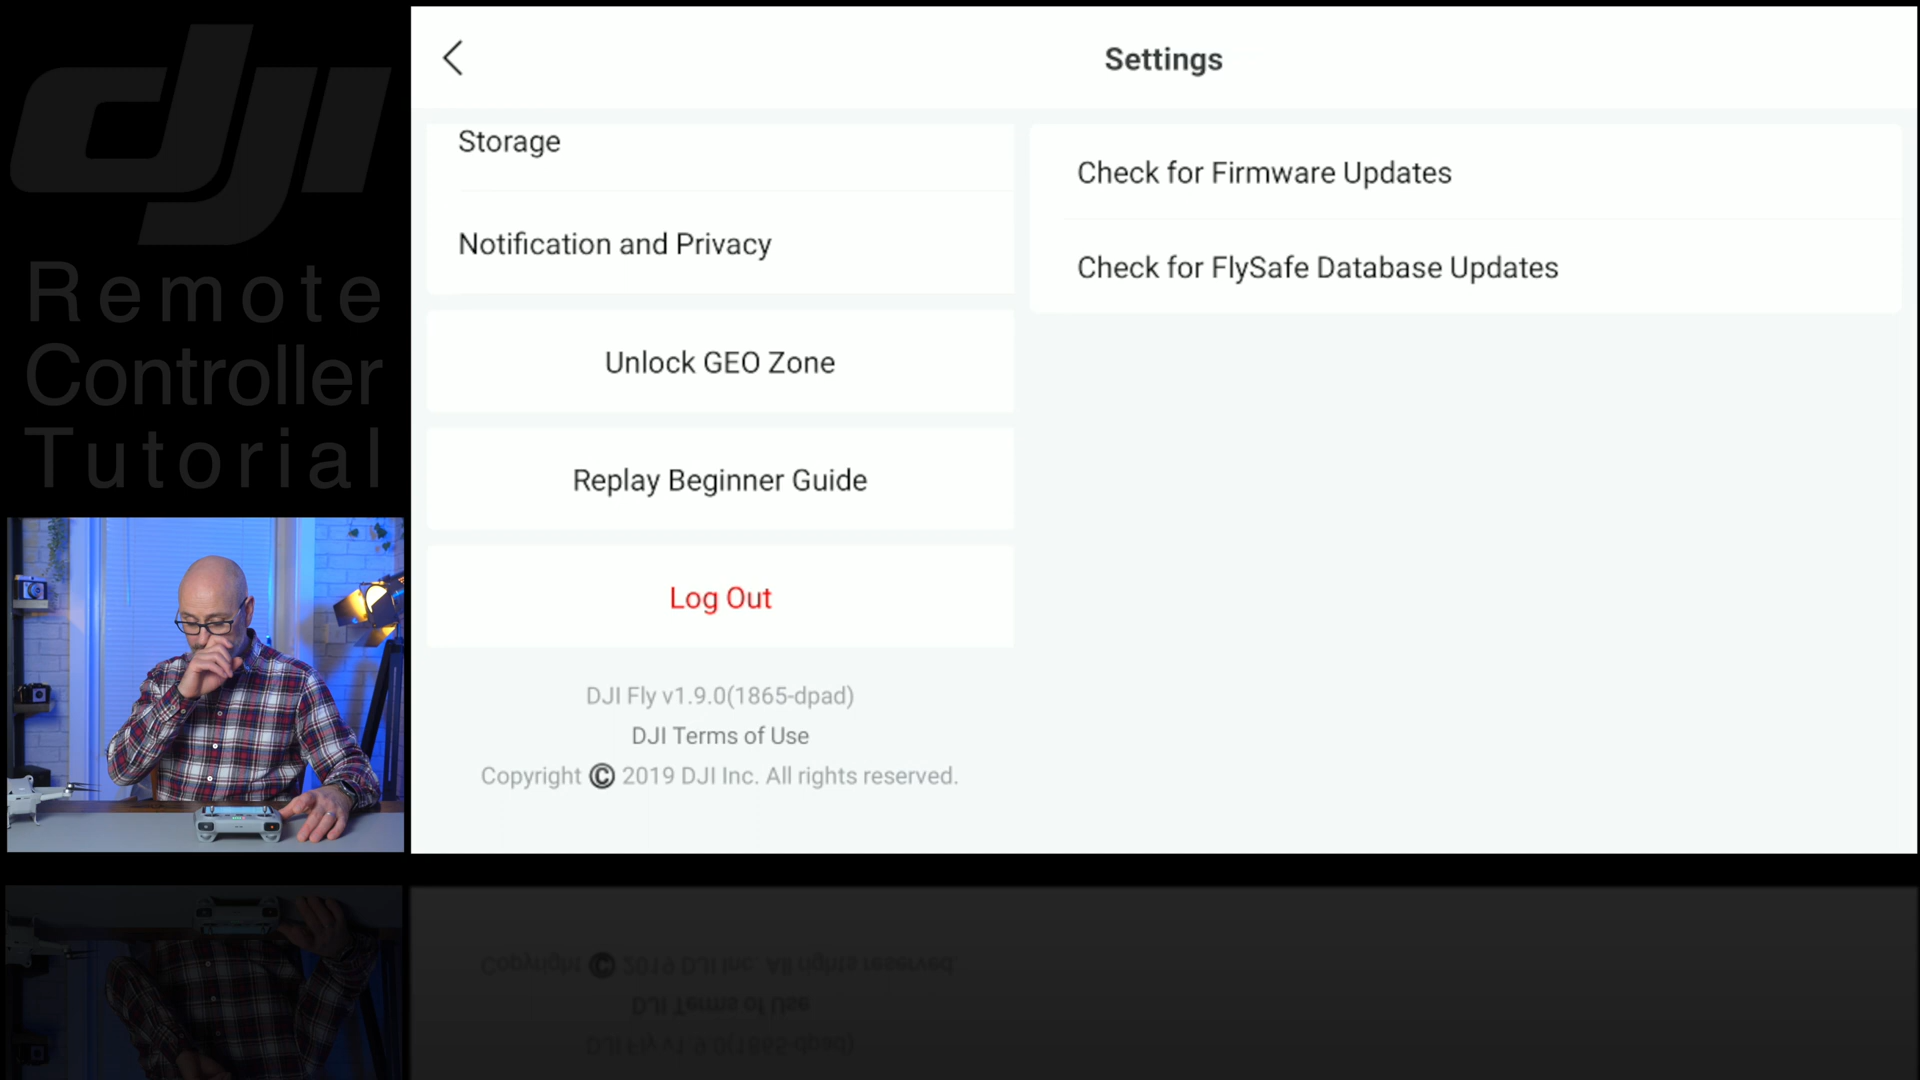 dji
Remote
Controller
Tutorial
Settings
Storage
Notification and Privacy
Unlock GEO Zone
Replay Beginner Guide
Log Out
DJI Fly v1.9.0(1865-dpad)
DJI Terms of Use
Copyright © 2019 DJI Inc. All rights reserved.
Check for Firmware Updates
Check for FlySafe Database Updates